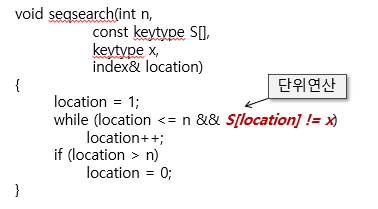 void seqsearch(int n,
const keytype S[],
keytype x,
index& location)
{
단위연산
location = 1;
while (location <= n && S[location] != x)
location++;
if (location > n)
location = 0;
}